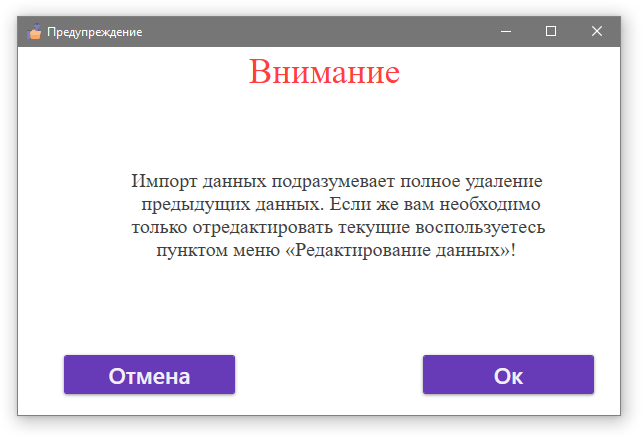 Предупреждение
Внимание
Импорт данных подразумевает полное удаление
предыдущих данных. Если же вам необходимо
только отредактировать текущие воспользуетесь
пунктом меню «Редактирование данных»!
Отмена
Ок